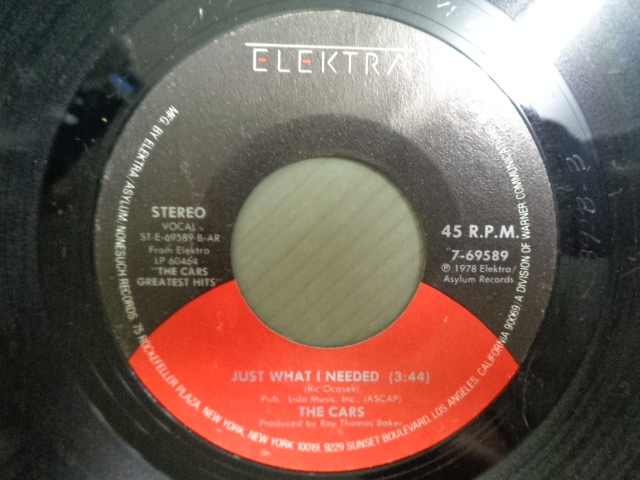 ELEKTRA
STEREO
VOCAL
ST-E-69589-B-AR
From Elektra
LP 60464
"THE CARS
GREATEST HITS"
45 R.P.M.
7-69589
℗ 1978 Elektra/
Asylum Records
JUST WHAT I NEEDED (3:44)
(Ric Ocasek)
Pub. Lido Music, Inc., (ASCAP)
THE CARS
Produced by Roy Thomas Baker
MFG. BY ELEKTRA/ASYLUM/NONESUCH RECORDS 75 ROCKEFELLER PLAZA, NEW YORK, NEW YORK 10019, 9229 SUNSET BOULEVARD, LOS ANGELES, CALIFORNIA 90069/A DIVISION OF WARNER COMMUNICATIONS